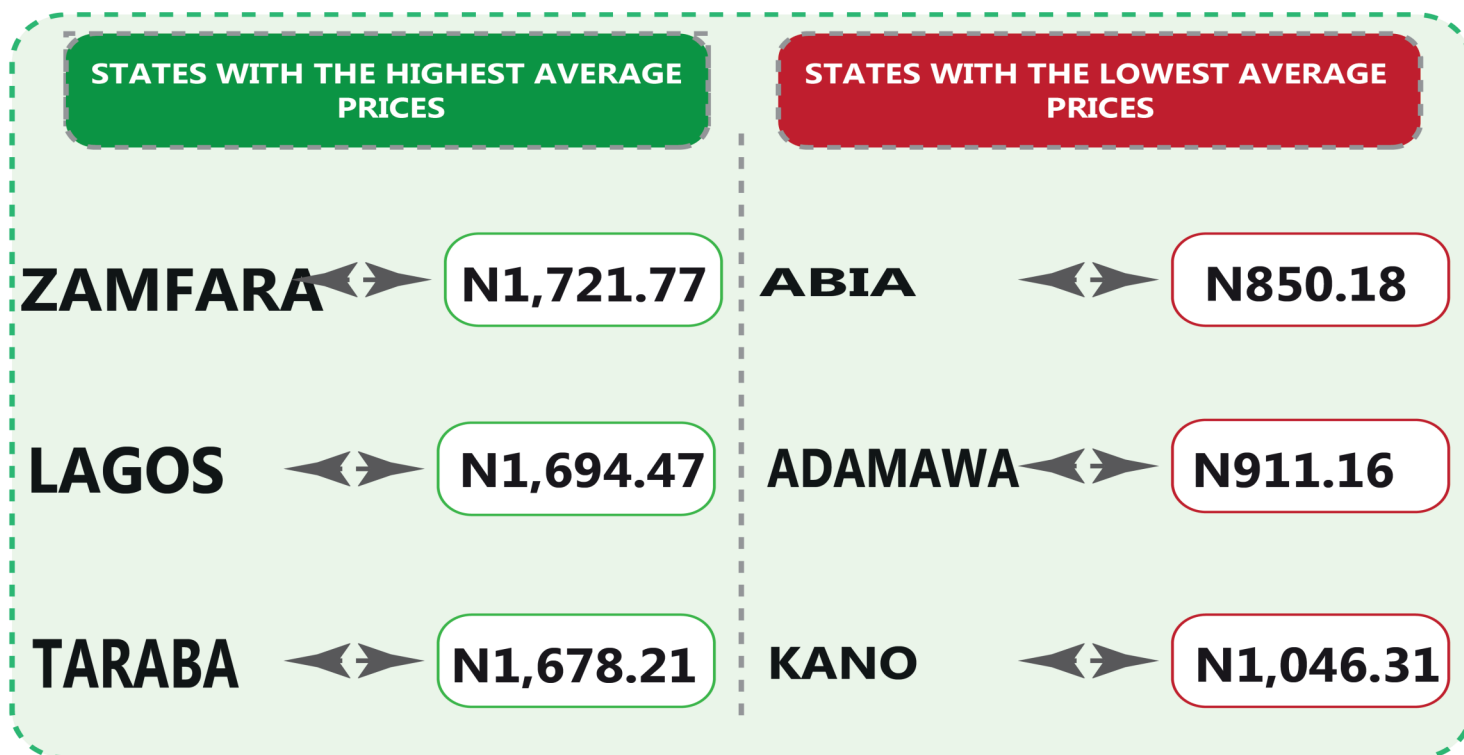 STATES WITH THE HIGHEST AVERAGE
PRICES
ZAMFARA N1,721.77
LAGOS N1,694.47
TARABA N1,678.21
STATES WITH THE LOWEST AVERAGE
PRICES
ABIA N850.18
ADAMAWA N911.16
KANO N1,046.31